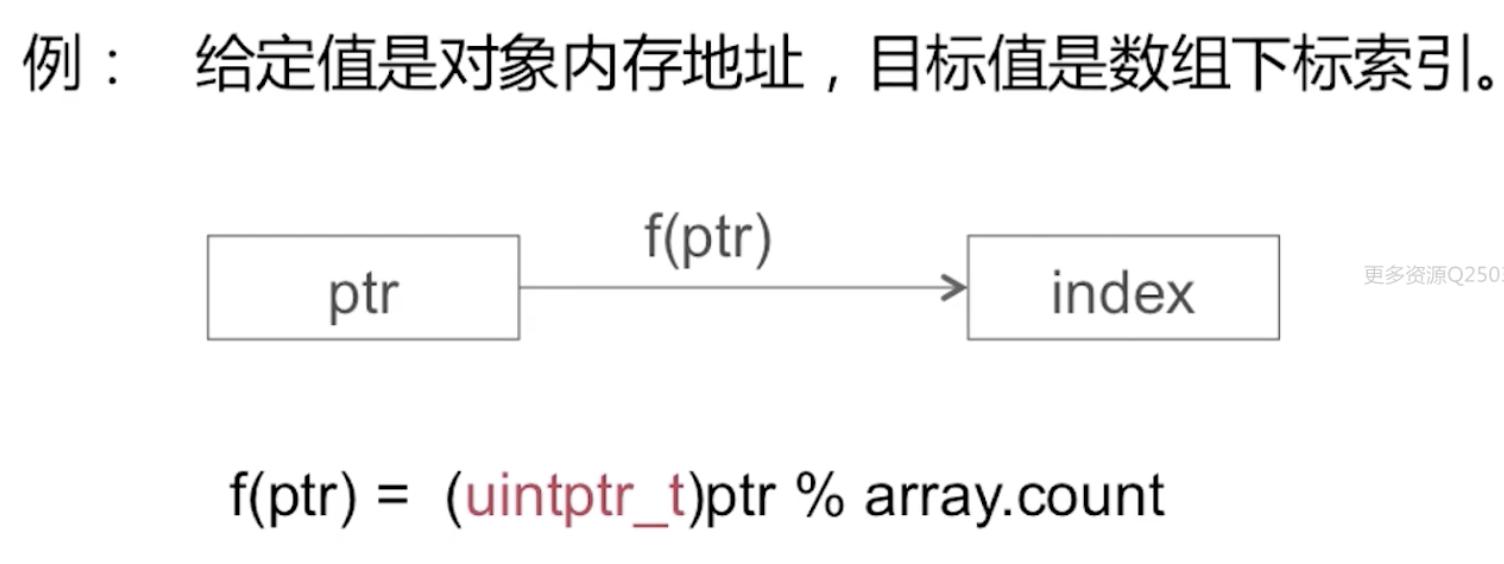 例： 给定值是对象内存地址，目标值是数组下标索引。
f(ptr)
ptr
index
更多资源Q250
f(ptr) = (uintptr_t)ptr % array.count